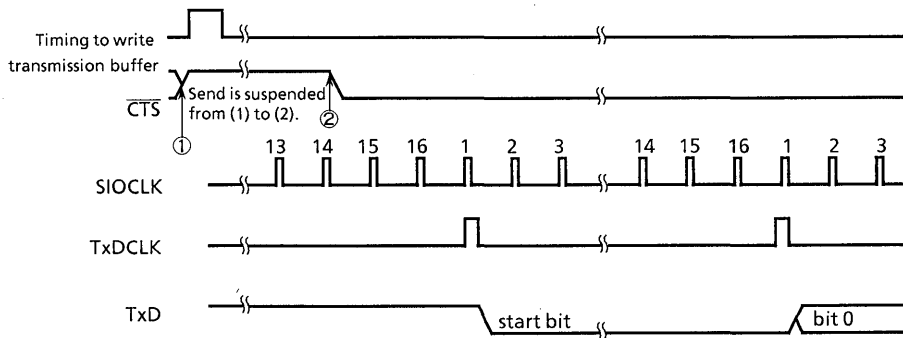 Timing to write
transmission buffer
CTS
Send is suspended
from (1) to (2).
① ②
13 14 15 16 1 2 3 14 15 16 1 2 3
SIOCLK
TxDCLK
TxD
start bit
bit 0